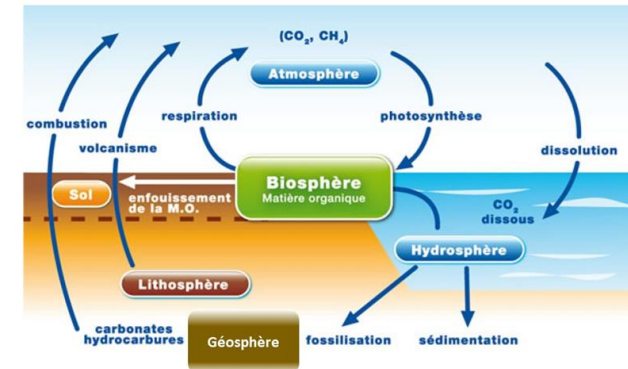 (CO₂, CH₄)
Atmosphère
combustion
respiration
photosynthèse
volcanisme
dissolution
Sol
enfouissement
de la M.O.
Biosphère
Matière organique
CO₂
dissous
Hydrosphère
Lithosphère
carbonates
hydrocarbures
Géosphère
fossilisation
sédimentation